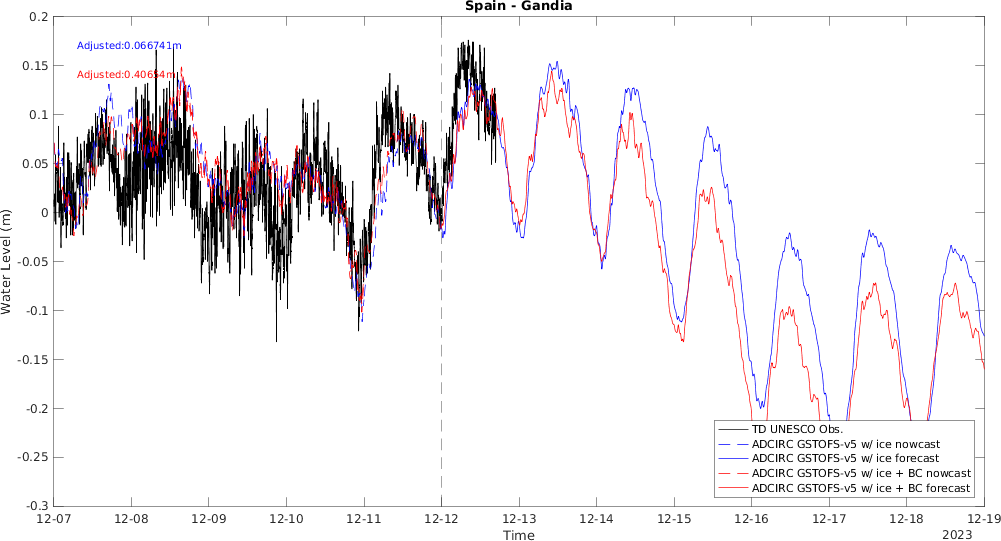 Spain - Gandia
Adjusted:0.066741m
Adjusted:0.40654m
Water Level (m)
0.2
0.15
0.1
0.05
0
-0.05
-0.1
-0.15
-0.2
-0.25
-0.3
TD UNESCO Obs.
ADCIRC GSTOFS-v5 w/ ice nowcast
ADCIRC GSTOFS-v5 w/ ice forecast
ADCIRC GSTOFS-v5 w/ ice + BC nowcast
ADCIRC GSTOFS-v5 w/ ice + BC forecast
12-07 12-08 12-09 12-10 12-11 12-12 12-13 12-14 12-15 12-16 12-17 12-18 12-19
Time
2023